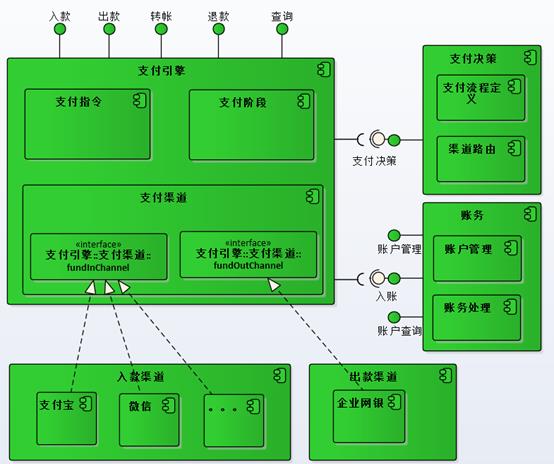 入款
出款
转帐
退款
查询
支付引擎
支付指令
支付阶段
支付决策
支付流程定
义
渠道路由
支付决策
支付渠道
«interface»
支付引擎::支付渠道::
fundInChannel
«interface»
支付引擎::支付渠道::
fundOutChannel
账务
账户管理
账户管理
入账
账务处理
账户查询
入款渠道
支付宝
微信
。。。
出款渠道
企业网银